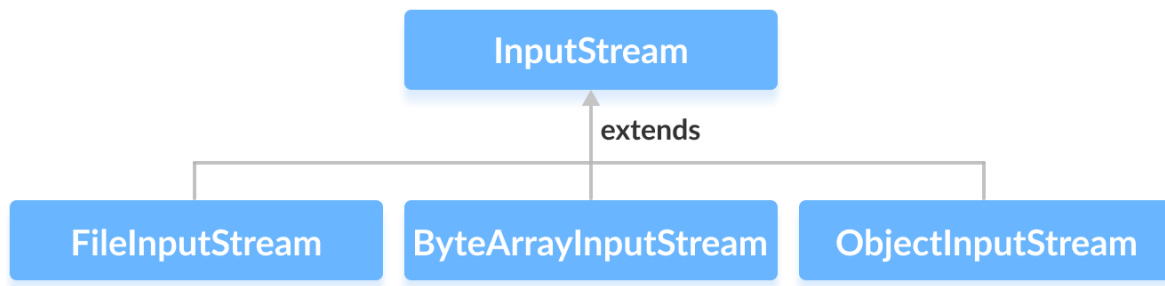 InputStream
extends
FileInputStream
ByteArrayInputStream
ObjectInputStream